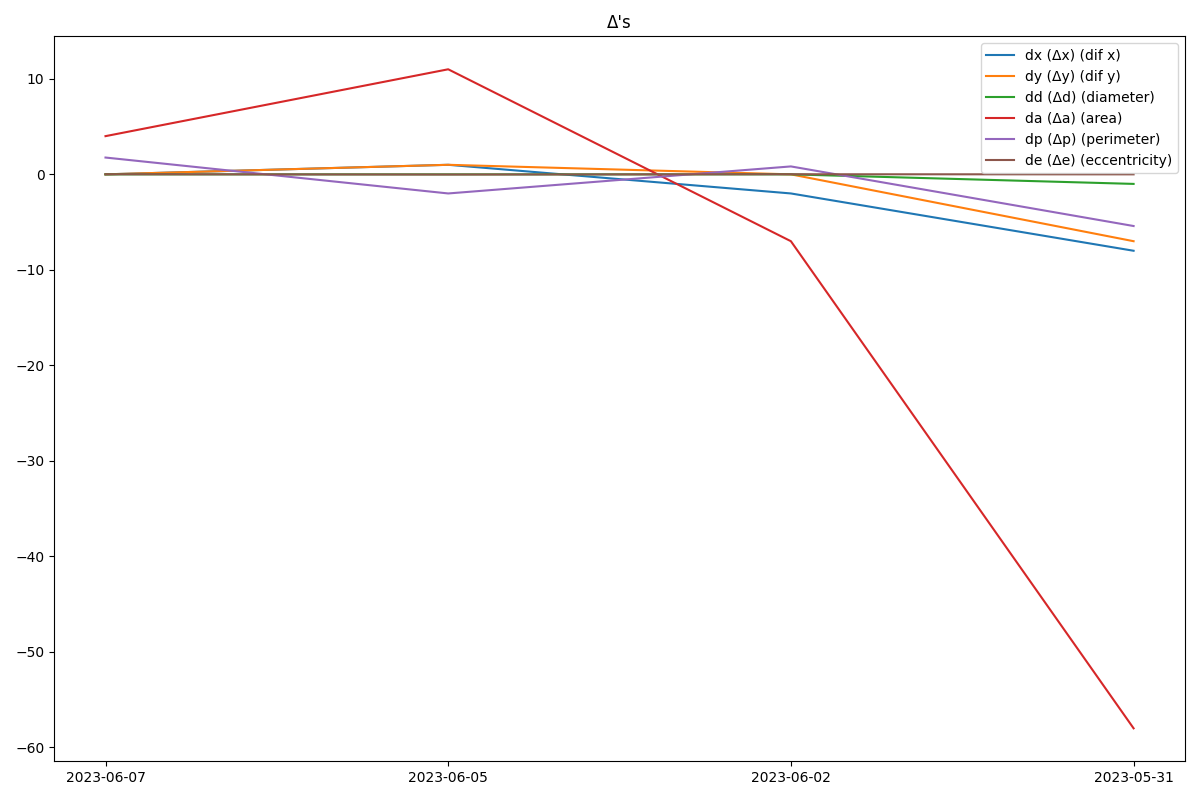 Δ's
dx (Δx) (dif x)
dy (Δy) (dif y)
dd (Δd) (diameter)
da (Δa) (area)
dp (Δp) (perimeter)
de (Δe) (eccentricity)
10
0
−10
−20
−30
−40
−50
−60
2023-06-07 2023-06-05 2023-06-02 2023-05-31